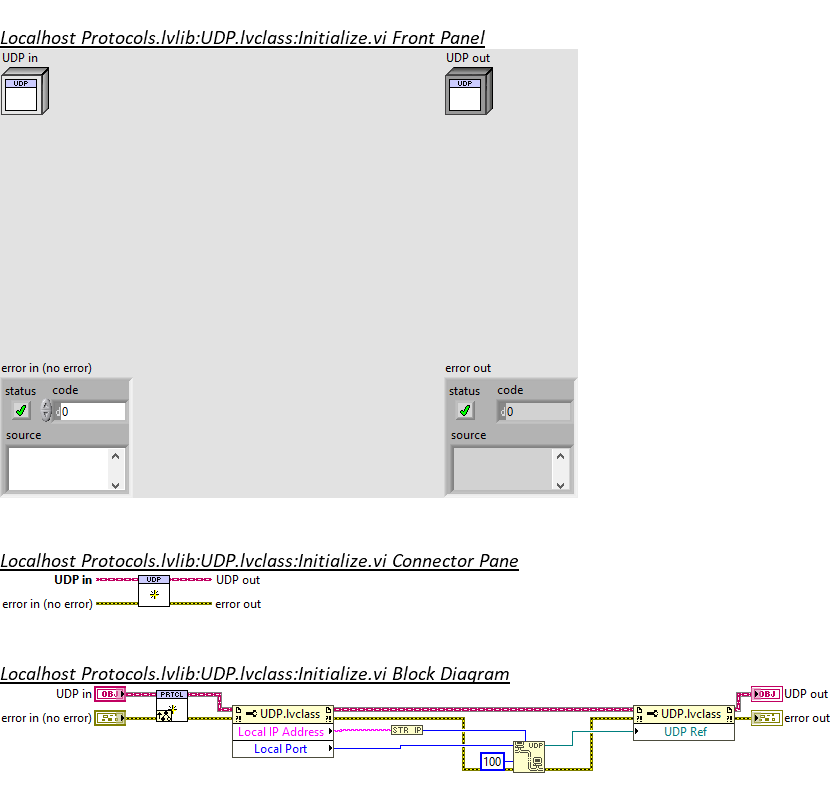 Localhost Protocols.lvlib:UDP.lvclass:Initialize.vi Front Panel
UDP in UDP out
UDP UDP
error in (no error) error out
status code status code
d 0 d 0
source source
Localhost Protocols.lvlib:UDP.lvclass:Initialize.vi Connector Pane
UDP in UDP UDP out
error in (no error) error out
Localhost Protocols.lvlib:UDP.lvclass:Initialize.vi Block Diagram
UDP in OBJ PRTCL OBJ UDP out
error in (no error) UDP.lvclass UDP.lvclass error out
Local IP Address STR IP UDP Ref
Local Port UDP
100